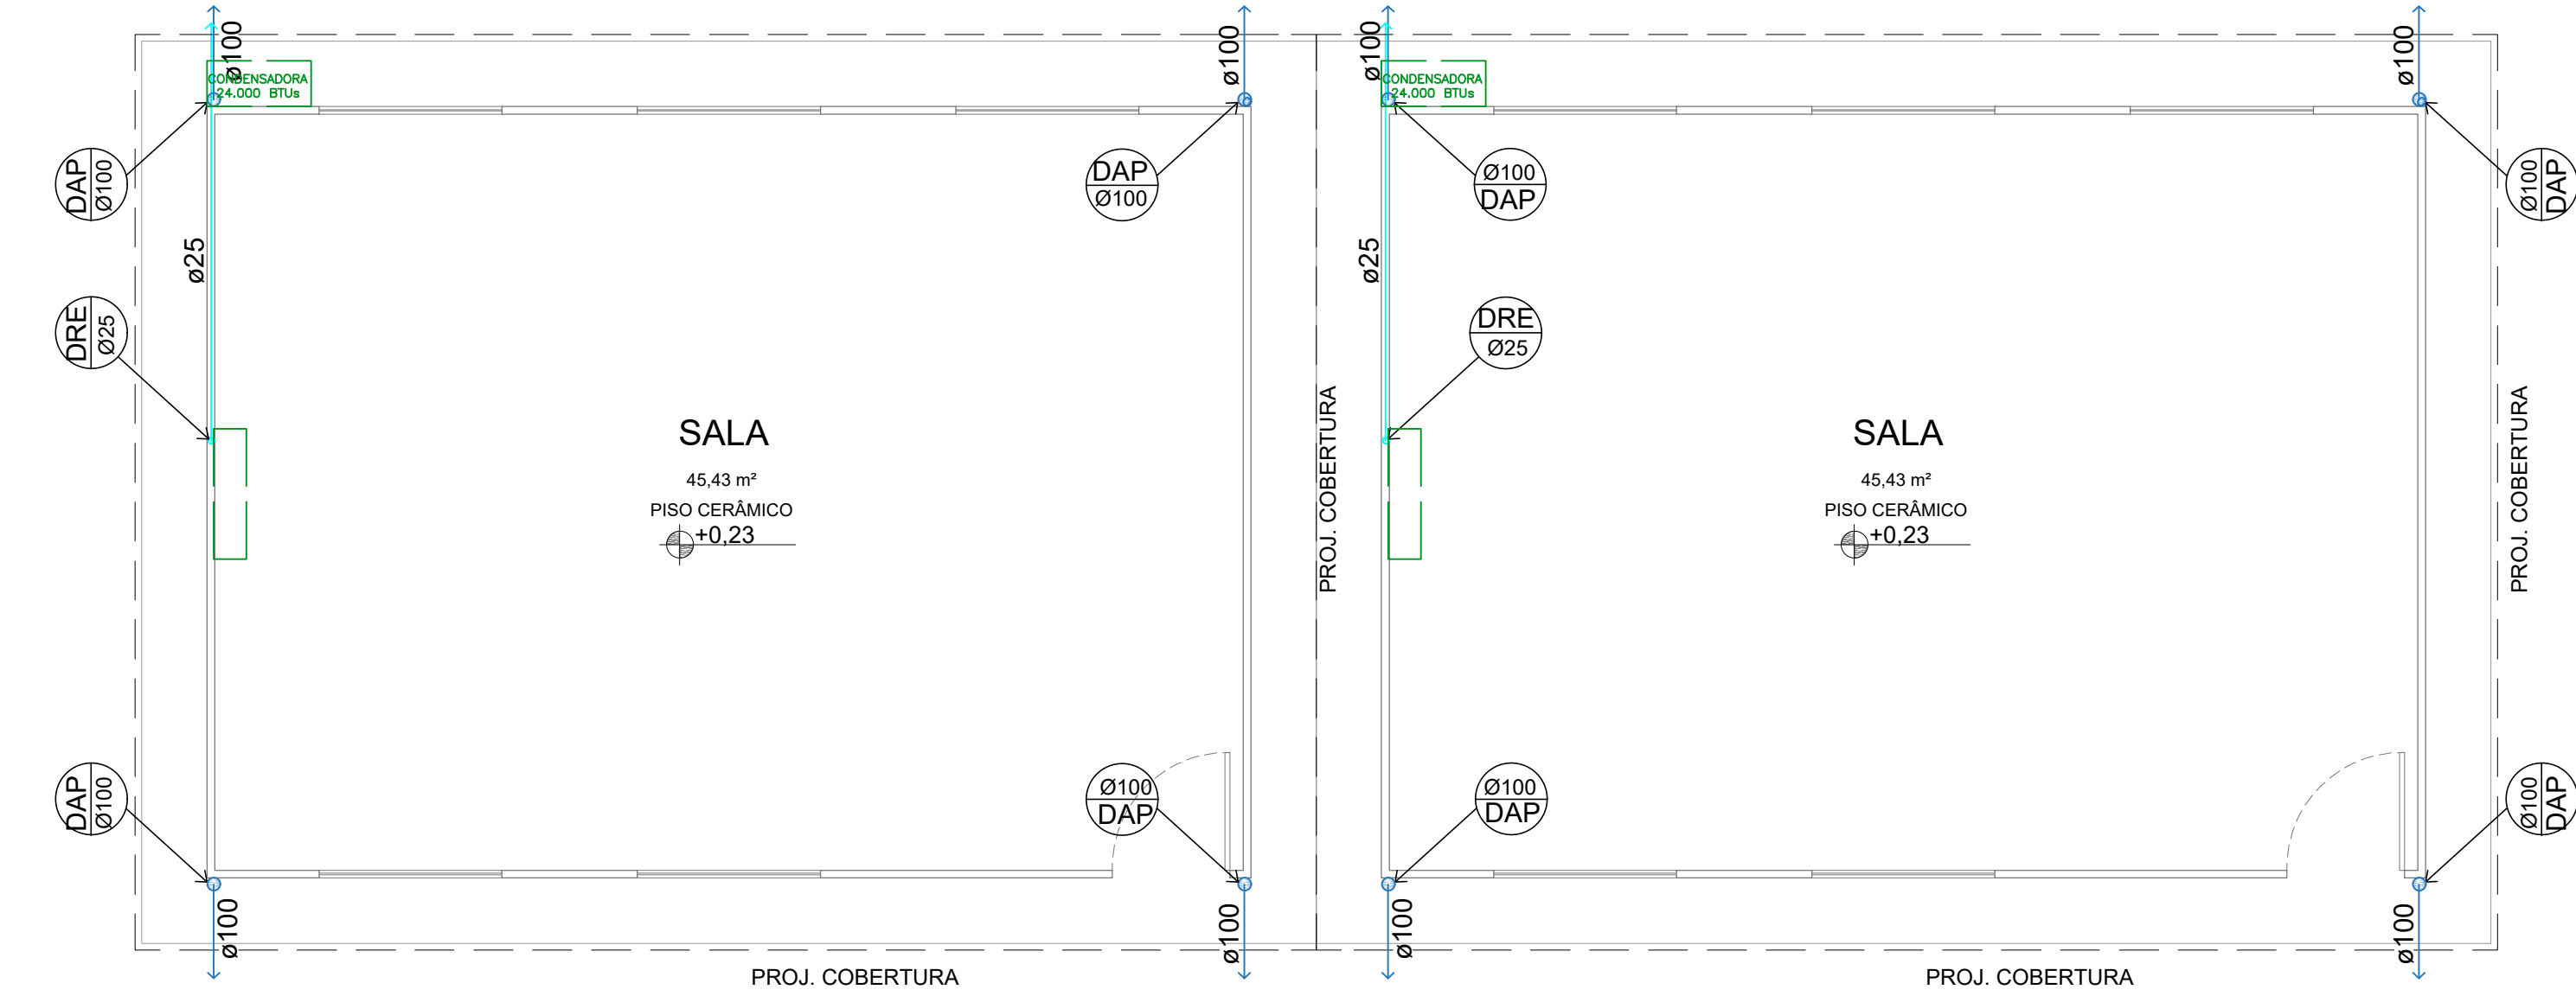 ø100
ø100
ø100
ø100
CONDENSADORA
24.000 BTUs
CONDENSADORA
24.000 BTUs
DAP
Ø100
DAP
Ø100
Ø100
DAP
Ø100
DAP
ø25
ø25
DRE
Ø25
DRE
Ø25
SALA
45,43 m²
PISO CERÂMICO
+0,23
PROJ. COBERTURA
SALA
45,43 m²
PISO CERÂMICO
+0,23
PROJ. COBERTURA
DAP
Ø100
Ø100
DAP
Ø100
DAP
Ø100
DAP
ø100
ø100
ø100
ø100
PROJ. COBERTURA
PROJ. COBERTURA